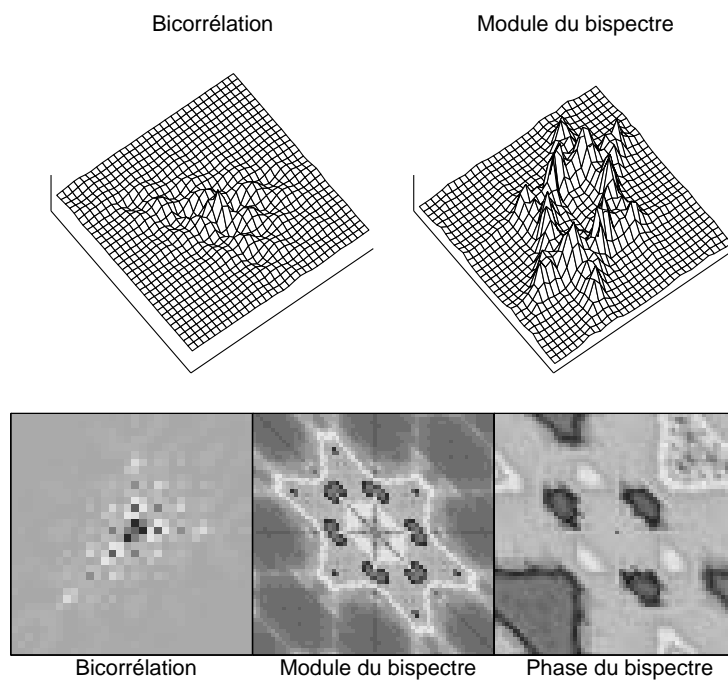 Bicorrélation
Module du bispectre
Bicorrélation
Module du bispectre
Phase du bispectre